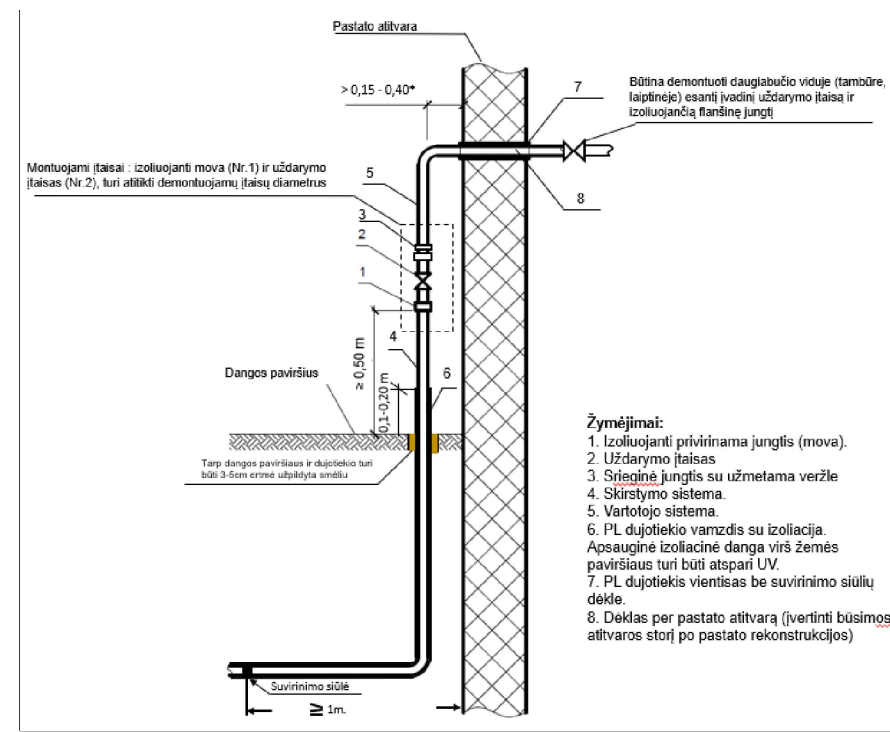 Pastato atitvara
> 0,15 - 0,40*
7
Būtina demontuoti daugiabučio viduje (tambūre,
laiptinėje) esantį įvadinį uždarymo įtaisą ir
izoliuojančią flanšinę jungtį
Montuojami įtaisai : izoliuojanti mova (Nr.1) ir uždarymo
įtaisas (Nr.2), turi atitikti demontuojamų įtaisų diametrus
5
8
3
2
1
4
≥ 0,50 m
0,1-0,20 m
6
Dangos paviršius
Tarp dangos paviršiaus ir dujotiekio turi
būti 3-5cm ertmė užpildyta smėliu
Suvirinimo siūlė
≧ 1m.
Žymėjimai:
1. Izoliuojanti privirinama jungtis (mova).
2. Uždarymo įtaisas
3. Srieginė jungtis su užmetama veržle
4. Skirstymo sistema.
5. Vartotojo sistema.
6. PL dujotiekio vamzdis su izoliacija.
Apsauginė izoliacinė danga virš žemės
paviršiaus turi būti atspari UV.
7. PL dujotiekis vientisas be suvirinimo siūlių
dėkle.
8. Dėklas per pastato atitvarą (įvertinti būsimos
atitvaros storį po pastato rekonstrukcijos)